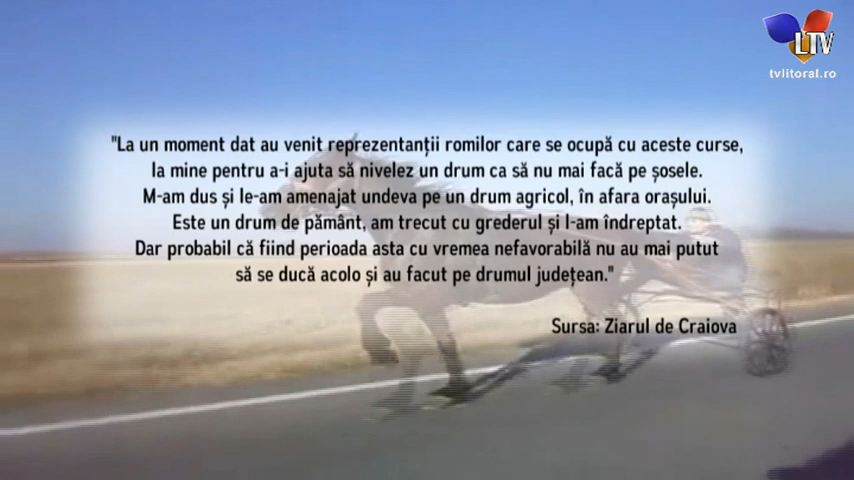 LTV
tvlitoral.ro
"La un moment dat au venit reprezentanții romilor care se ocupă cu aceste curse,
la mine pentru a-i ajuta să nivelez un drum ca să nu mai facă pe șosele.
M-am dus și le-am amenajat undeva pe un drum agricol, în afara orașului.
Este un drum de pământ, am trecut cu grederul și l-am îndreptat.
Dar probabil că fiind perioada asta cu vremea nefavorabilă nu au mai putut
să se ducă acolo și au facut pe drumul județean."
Sursa: Ziarul de Craiova